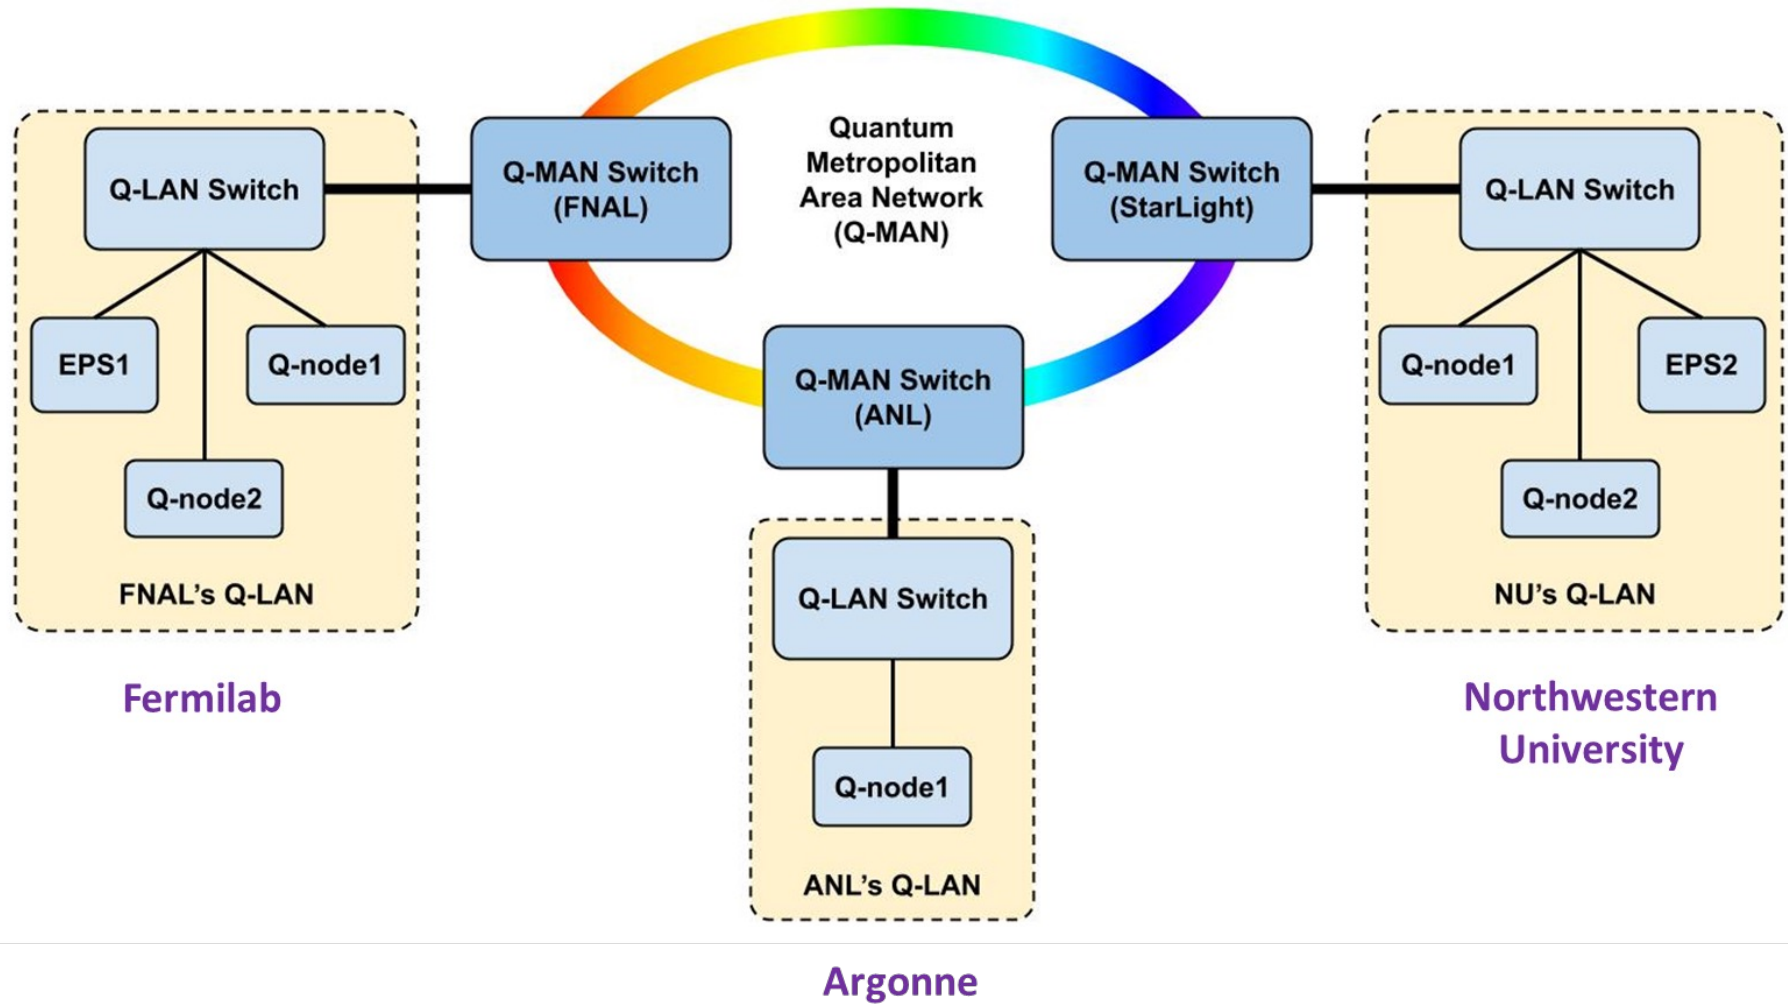 Quantum
Metropolitan
Area Network
(Q-MAN)
Q-LAN Switch
Q-MAN Switch
(FNAL)
Q-MAN Switch
(StarLight)
Q-LAN Switch
EPS1
Q-node1
Q-node2
FNAL’s Q-LAN
Fermilab
Q-MAN Switch
(ANL)
Q-LAN Switch
Q-node1
ANL’s Q-LAN
Argonne
Q-node1
EPS2
Q-node2
NU’s Q-LAN
Northwestern
University